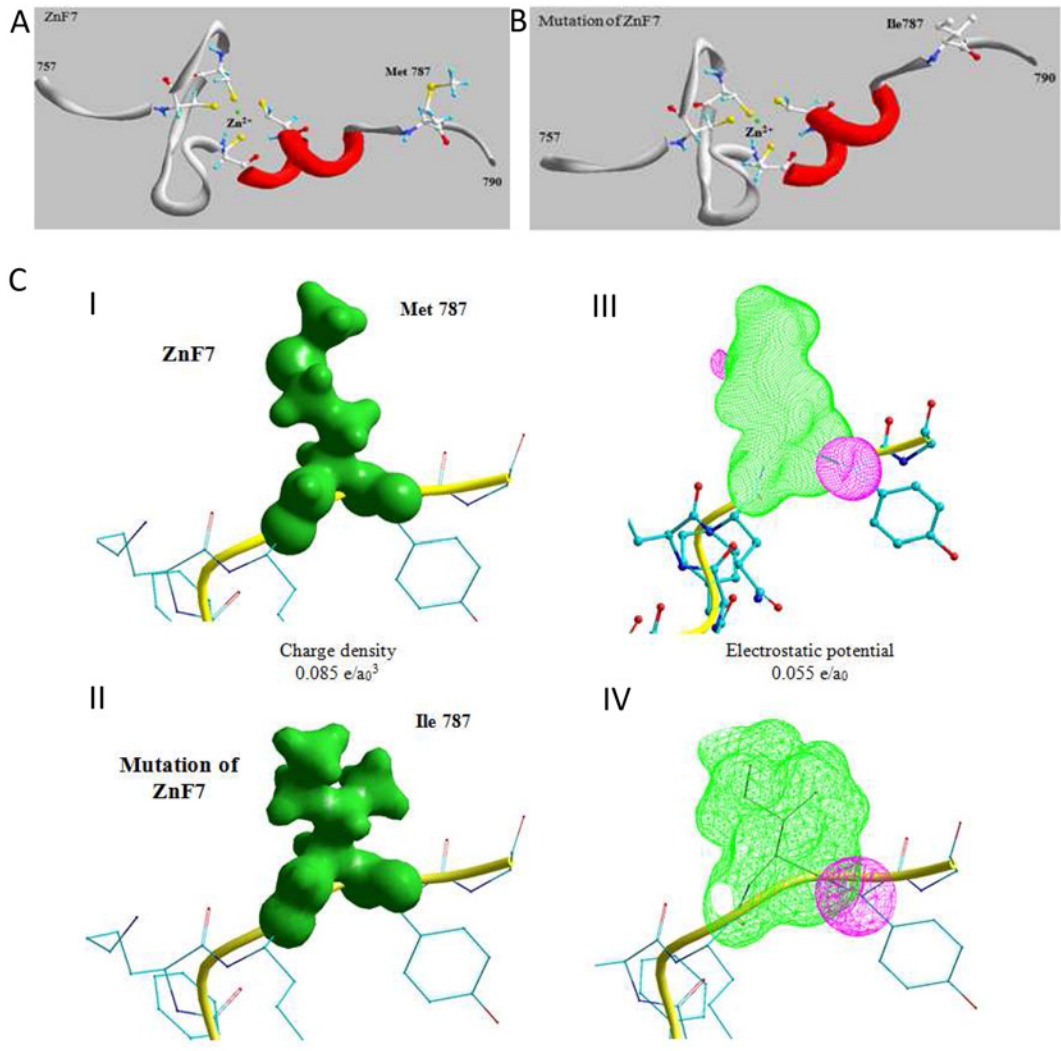 A
ZnF7
757
Met 787
Zn2+
790
B
Mutation of ZnF7
Ile787
790
757
Zn2+
C
I
Met 787
ZnF7
III
Charge density
0.085 e/a0³
Electrostatic potential
0.055 e/a0
II
Ile 787
Mutation of
ZnF7
IV